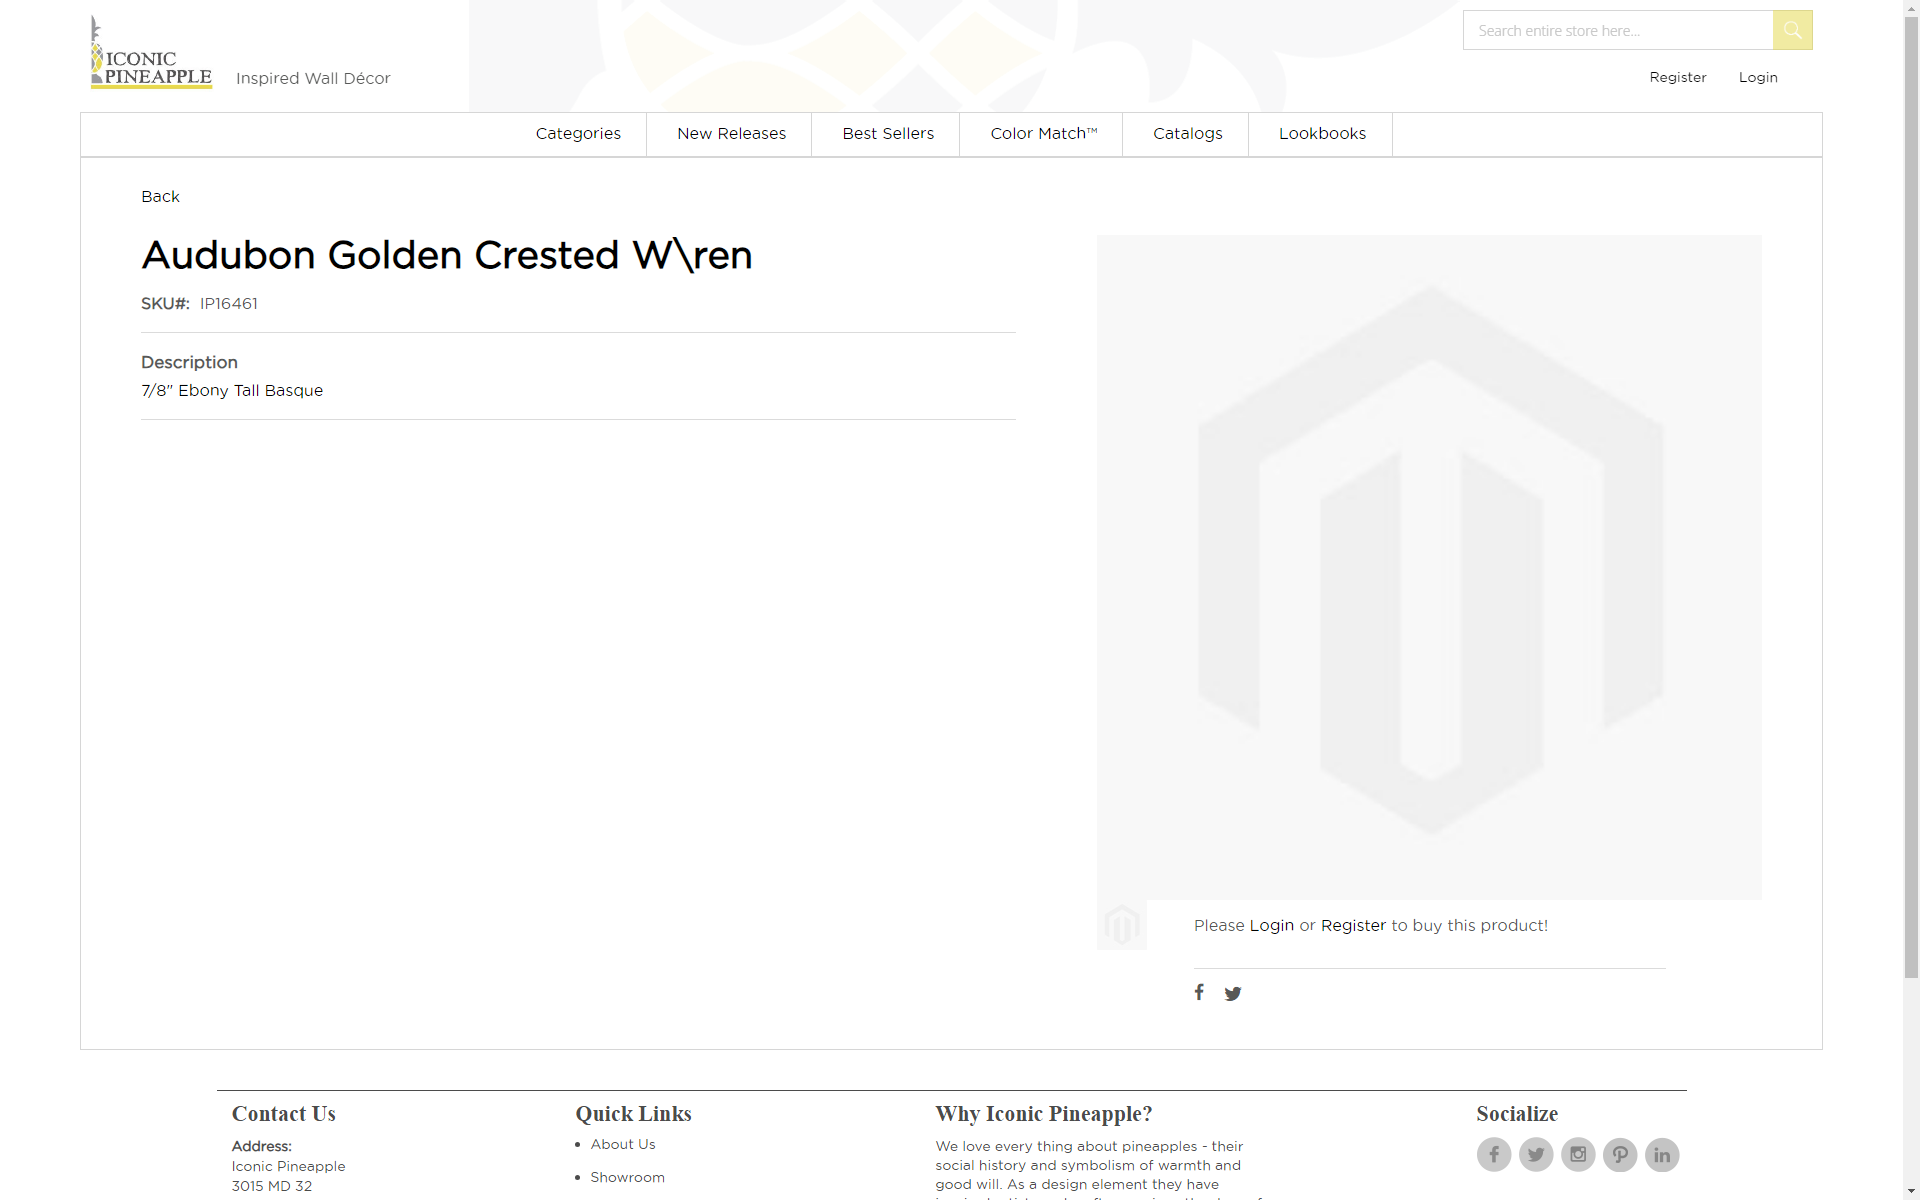 ICONIC
PINEAPPLE
Inspired Wall Décor
Search entire store here...
Register
Login
Categories
New Releases
Best Sellers
Color Match™
Catalogs
Lookbooks
Back
Audubon Golden Crested W\ren
SKU#: IP16461
Description
7/8" Ebony Tall Basque
Please Login or Register to buy this product!
Contact Us
Address:
Iconic Pineapple
3015 MD 32
Quick Links
About Us
Showroom
Why Iconic Pineapple?
We love every thing about pineapples - their
social history and symbolism of warmth and
good will. As a design element they have
Socialize